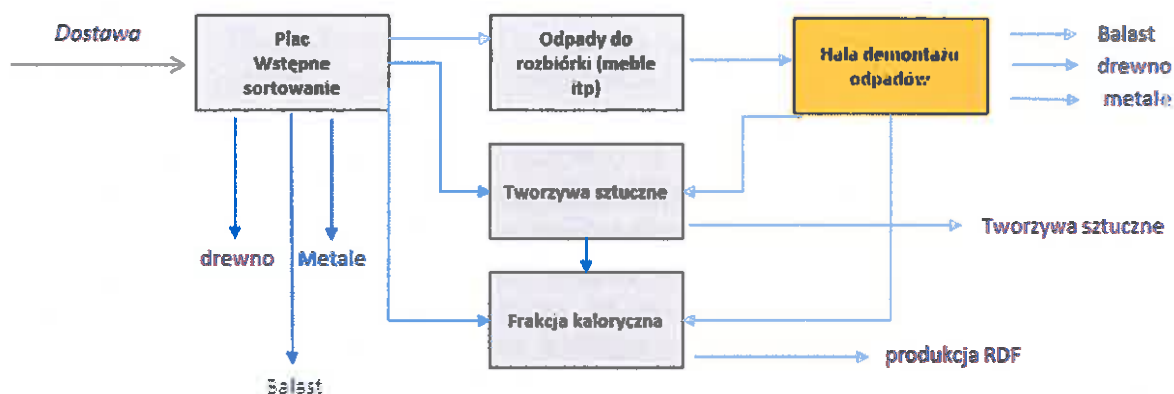 Dostawa
Plac
Wstępne
sortowanie
Odpady do
rozbiórki (meble
itp)
Hala demontażu
odpadów
Balast
drewno
metale
Tworzywa sztuczne
Tworzywa sztuczne
drewno
Metale
Frakcja kaloryczna
produkcja RDF
Balast